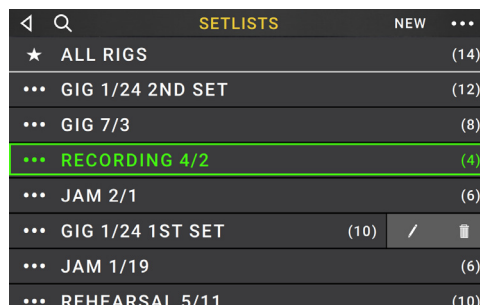 SETLISTS NEW •••
★ ALL RIGS (14)
••• GIG 1/24 2ND SET (12)
••• GIG 7/3 (8)
••• RECORDING 4/2 (4)
••• JAM 2/1 (6)
••• GIG 1/24 1ST SET (10)
••• JAM 1/19 (6)
••• REHEARSAL 5/11 (10)